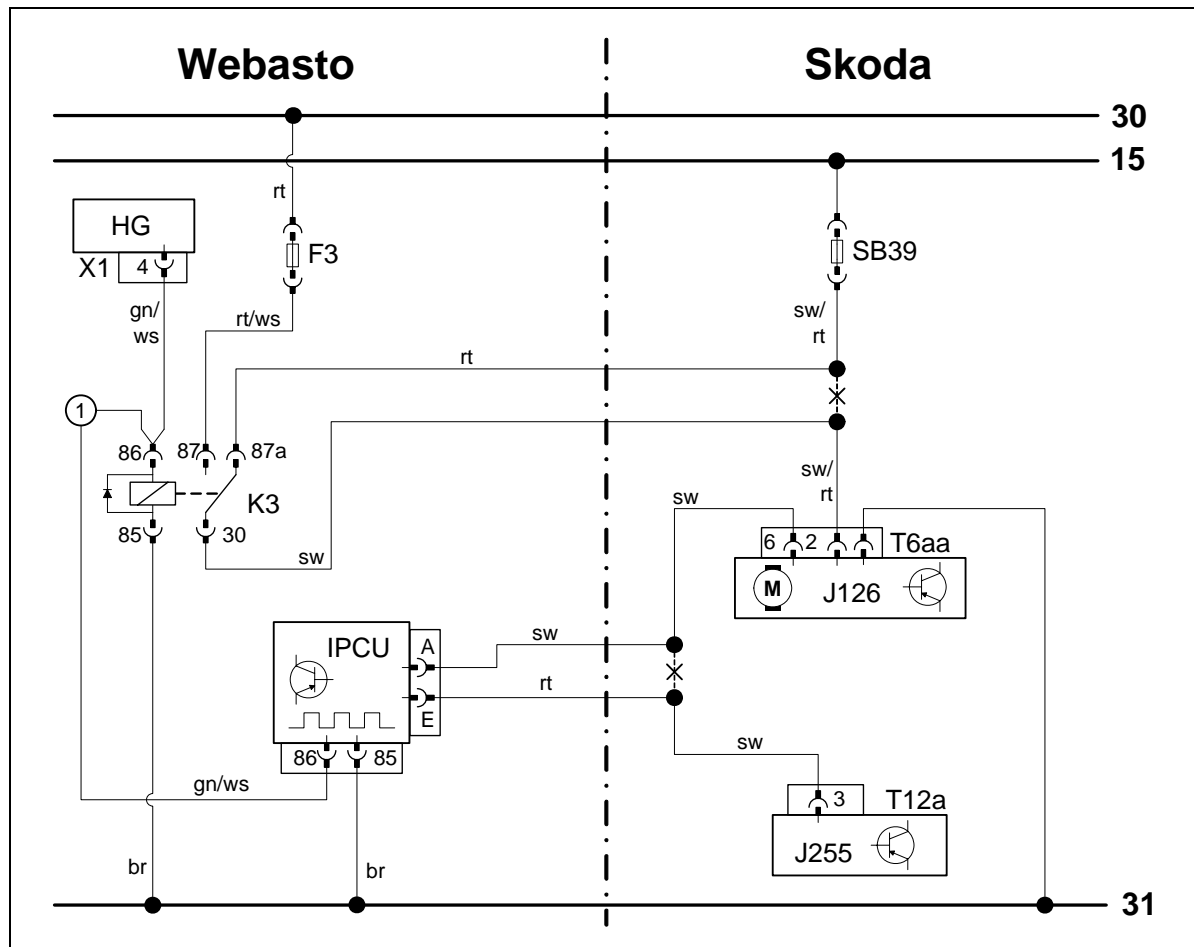 Webasto
Skoda
30
15
rt
HG
X1
4
F3
SB39
gn/
ws
rt/ws
sw/
rt
rt
1
86
87
87a
K3
85
30
sw
sw/
rt
sw
6
2
T6aa
M
J126
IPCU
A
sw
E
rt
86
85
sw
gn/ws
3
T12a
J255
br
br
31